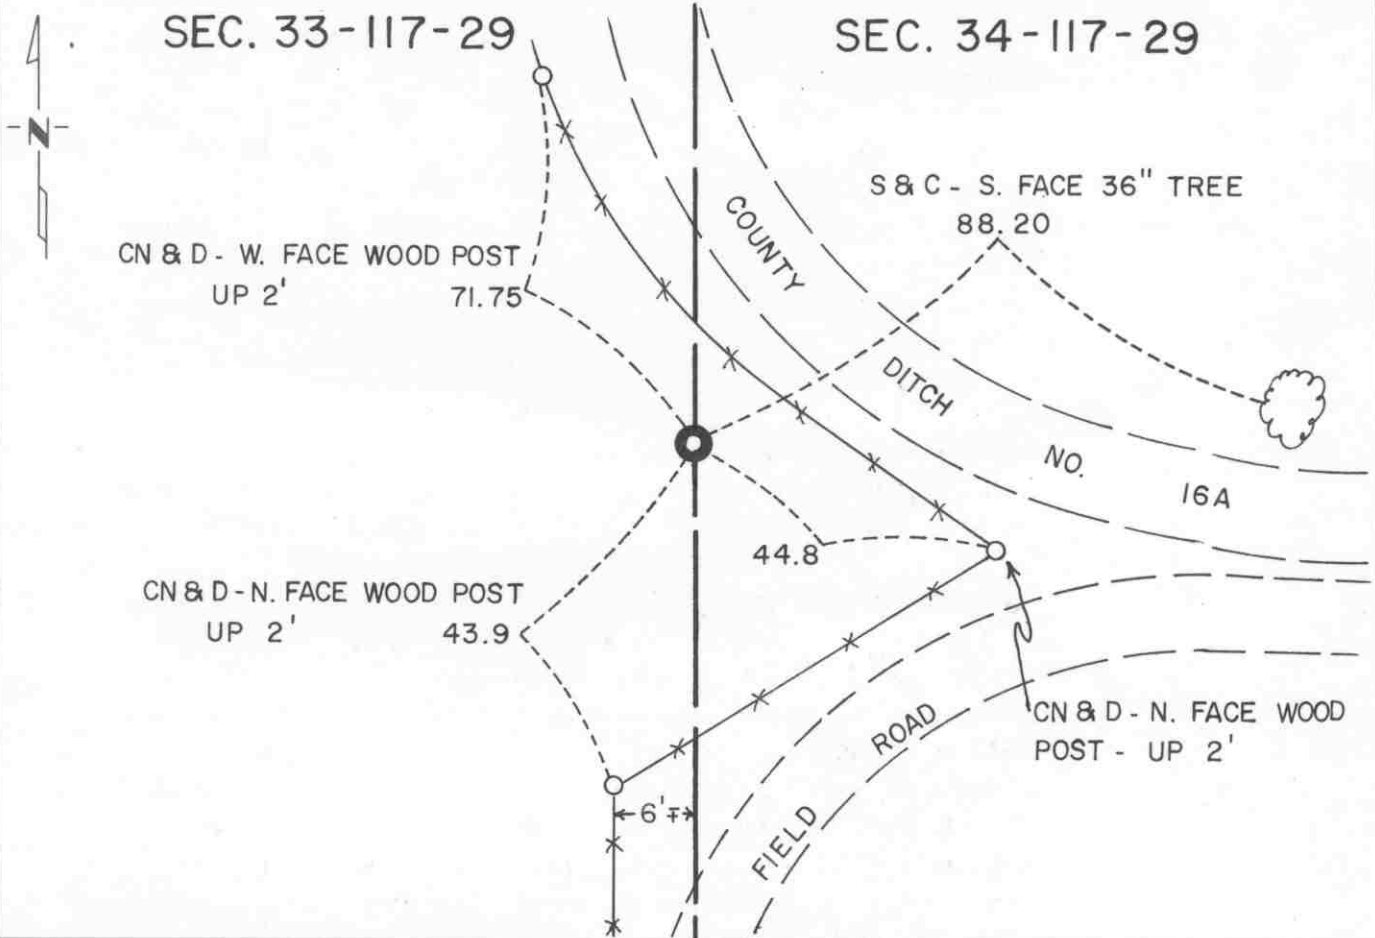 SEC. 33-117-29
SEC. 34-117-29
N
S & C - S. FACE 36" TREE
88.20
COUNTY
CN & D - W. FACE WOOD POST
UP 2' 71.75
DITCH
NO.
16A
44.8
CN & D - N. FACE WOOD POST
UP 2' 43.9
CN & D - N. FACE WOOD
POST - UP 2'
ROAD
6'∓
FIELD